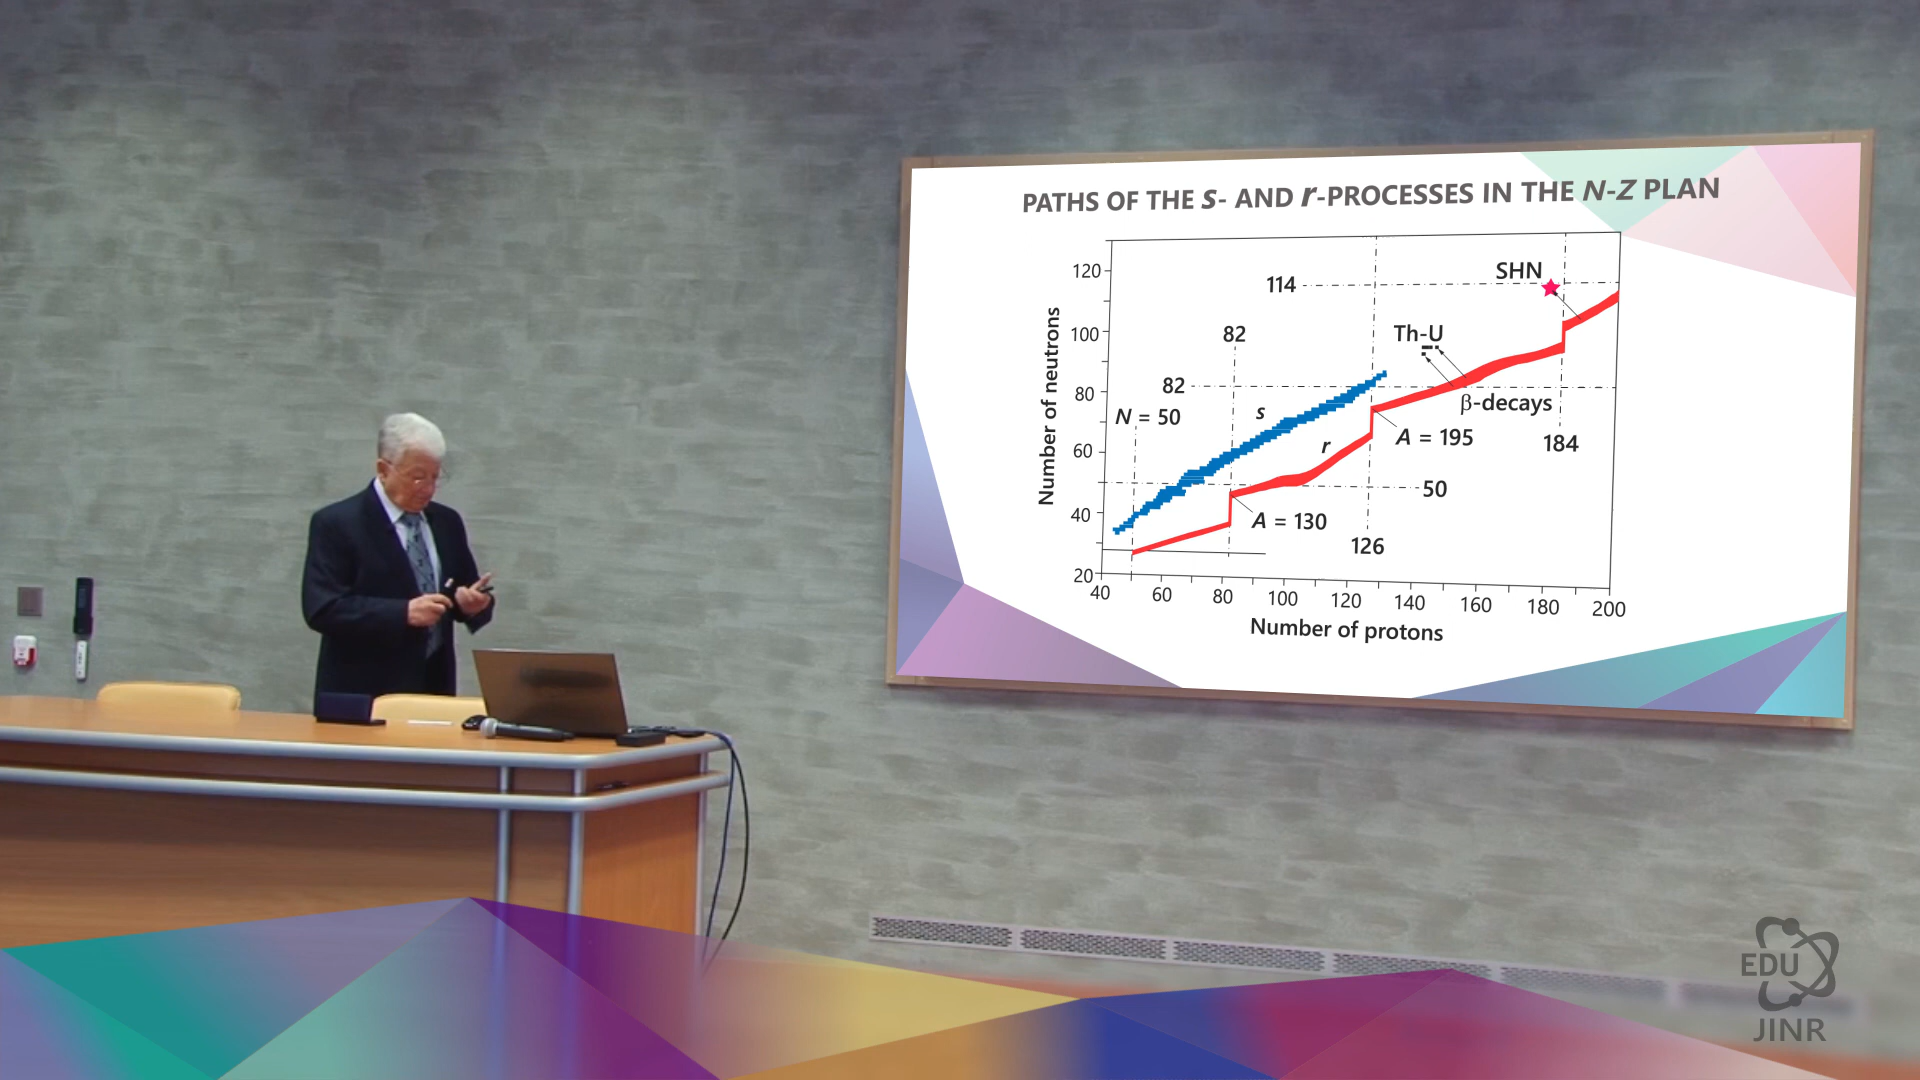 PATHS OF THE s- AND r-PROCESSES IN THE N-Z PLAN
SHN
114
120
100
80
60
40
20
Number of neutrons
82
Th-U
82
N = 50
s
β-decays
r
A = 195
184
50
A = 130
126
40 60 80 100 120 140 160 180 200
Number of protons
EDU
JINR